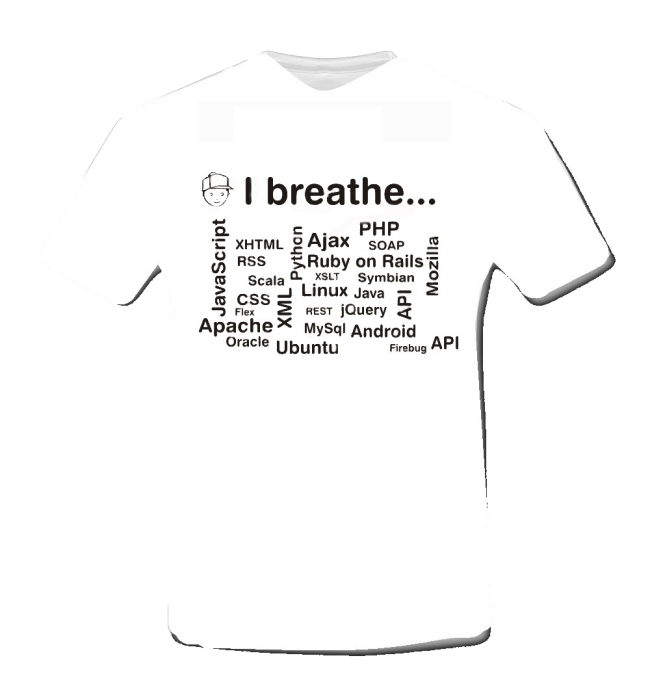 I breathe...
JavaScript
XHTML
Python
Ajax
PHP
SOAP
Mozilla
RSS
Ruby on Rails
Scala
XSLT
Symbian
CSS
XML
Linux
Java
API
Flex
REST
jQuery
Apache
MySql
Android
Oracle
Ubuntu
Firebug
API